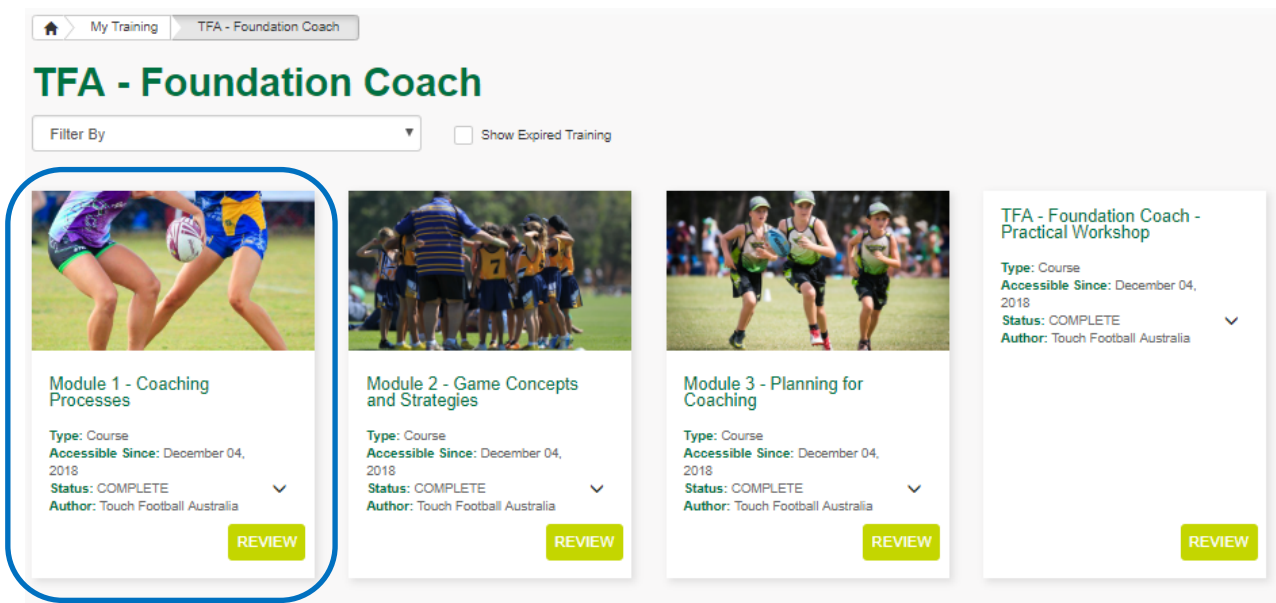 My Training
TFA - Foundation Coach
TFA - Foundation Coach
Filter By
Show Expired Training
Module 1 - Coaching
Processes
Type: Course
Accessible Since: December 04,
2018
Status: COMPLETE
Author: Touch Football Australia
REVIEW
7
Module 2 - Game Concepts
and Strategies
Type: Course
Accessible Since: December 04,
2018
Status: COMPLETE
Author: Touch Football Australia
REVIEW
Module 3 - Planning for
Coaching
Type: Course
Accessible Since: December 04,
2018
Status: COMPLETE
Author: Touch Football Australia
REVIEW
TFA - Foundation Coach -
Practical Workshop
Type: Course
Accessible Since: December 04,
2018
Status: COMPLETE
Author: Touch Football Australia
REVIEW